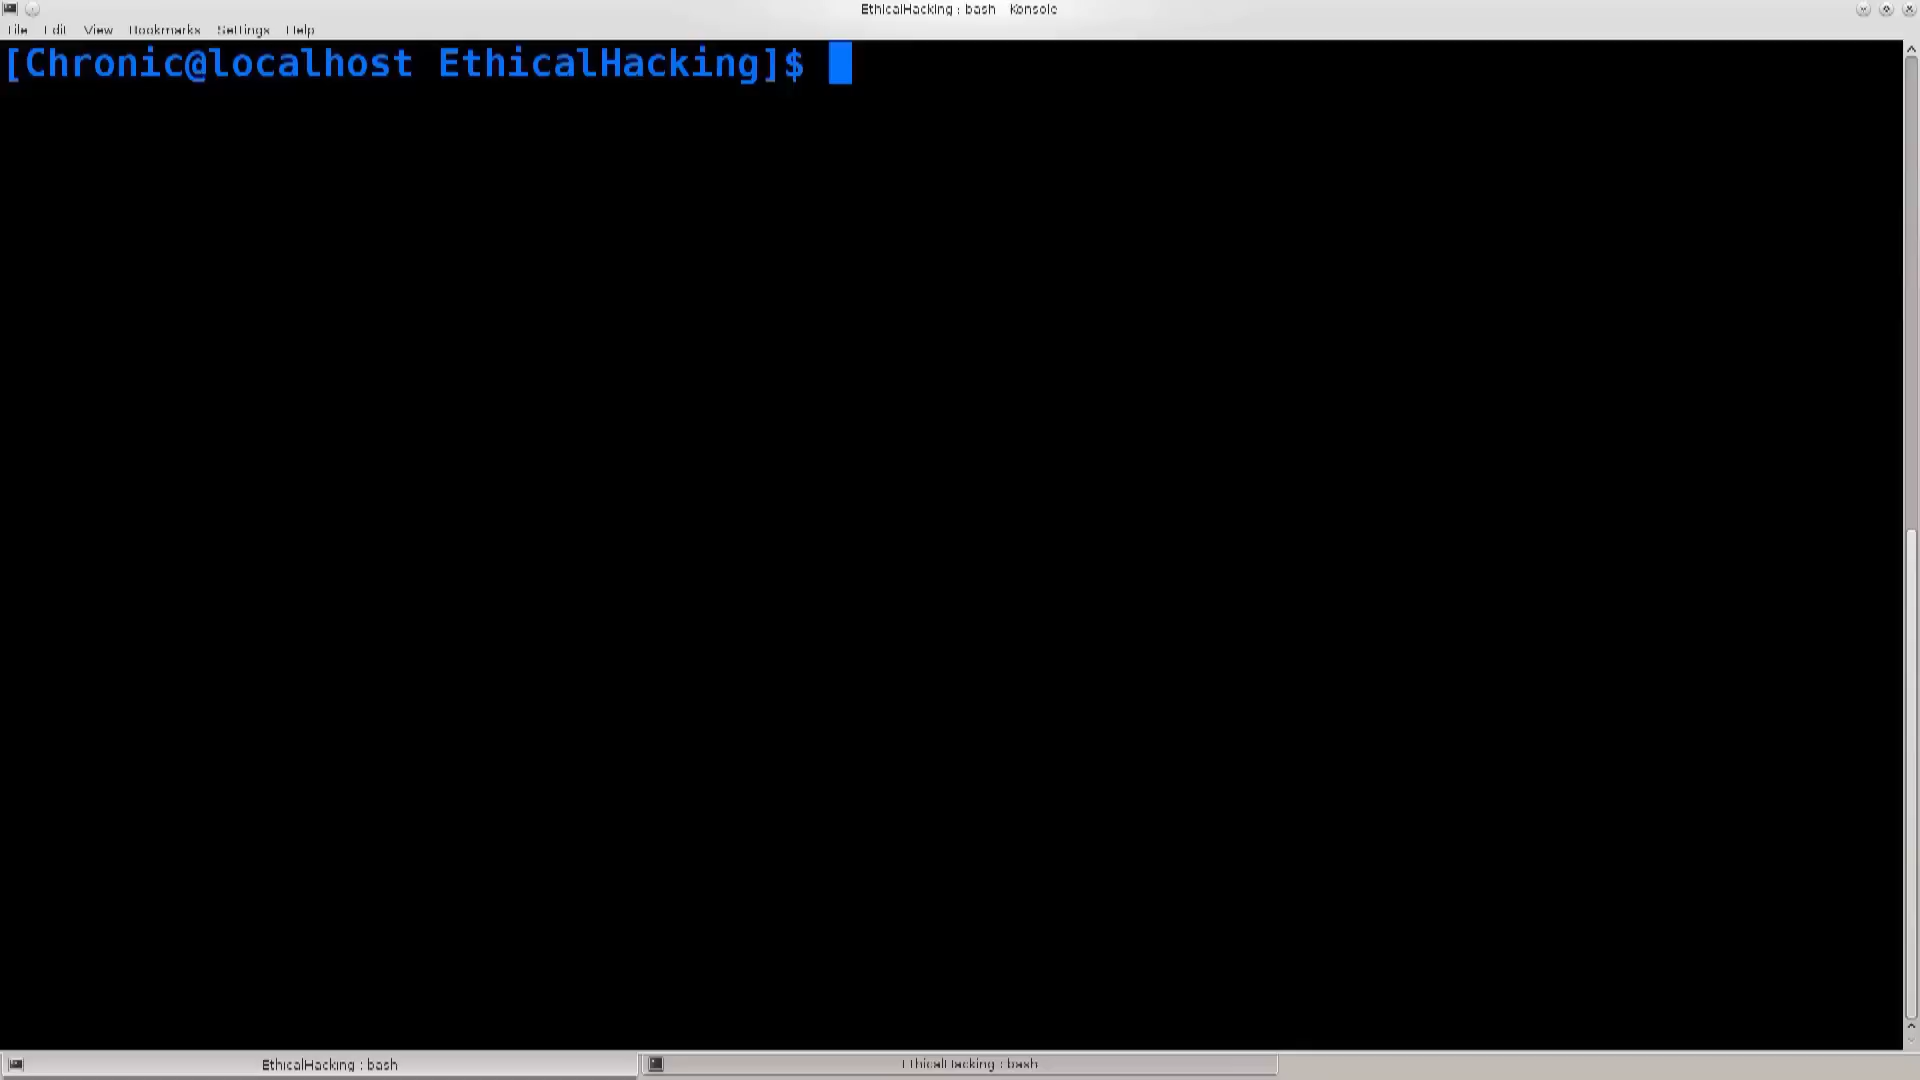 EthicalHacking : bash Konsole
File Edit View Bookmarks Settings Help
[Chronic@localhost EthicalHacking]$
EthicalHacking : bash
EthicalHacking : bash